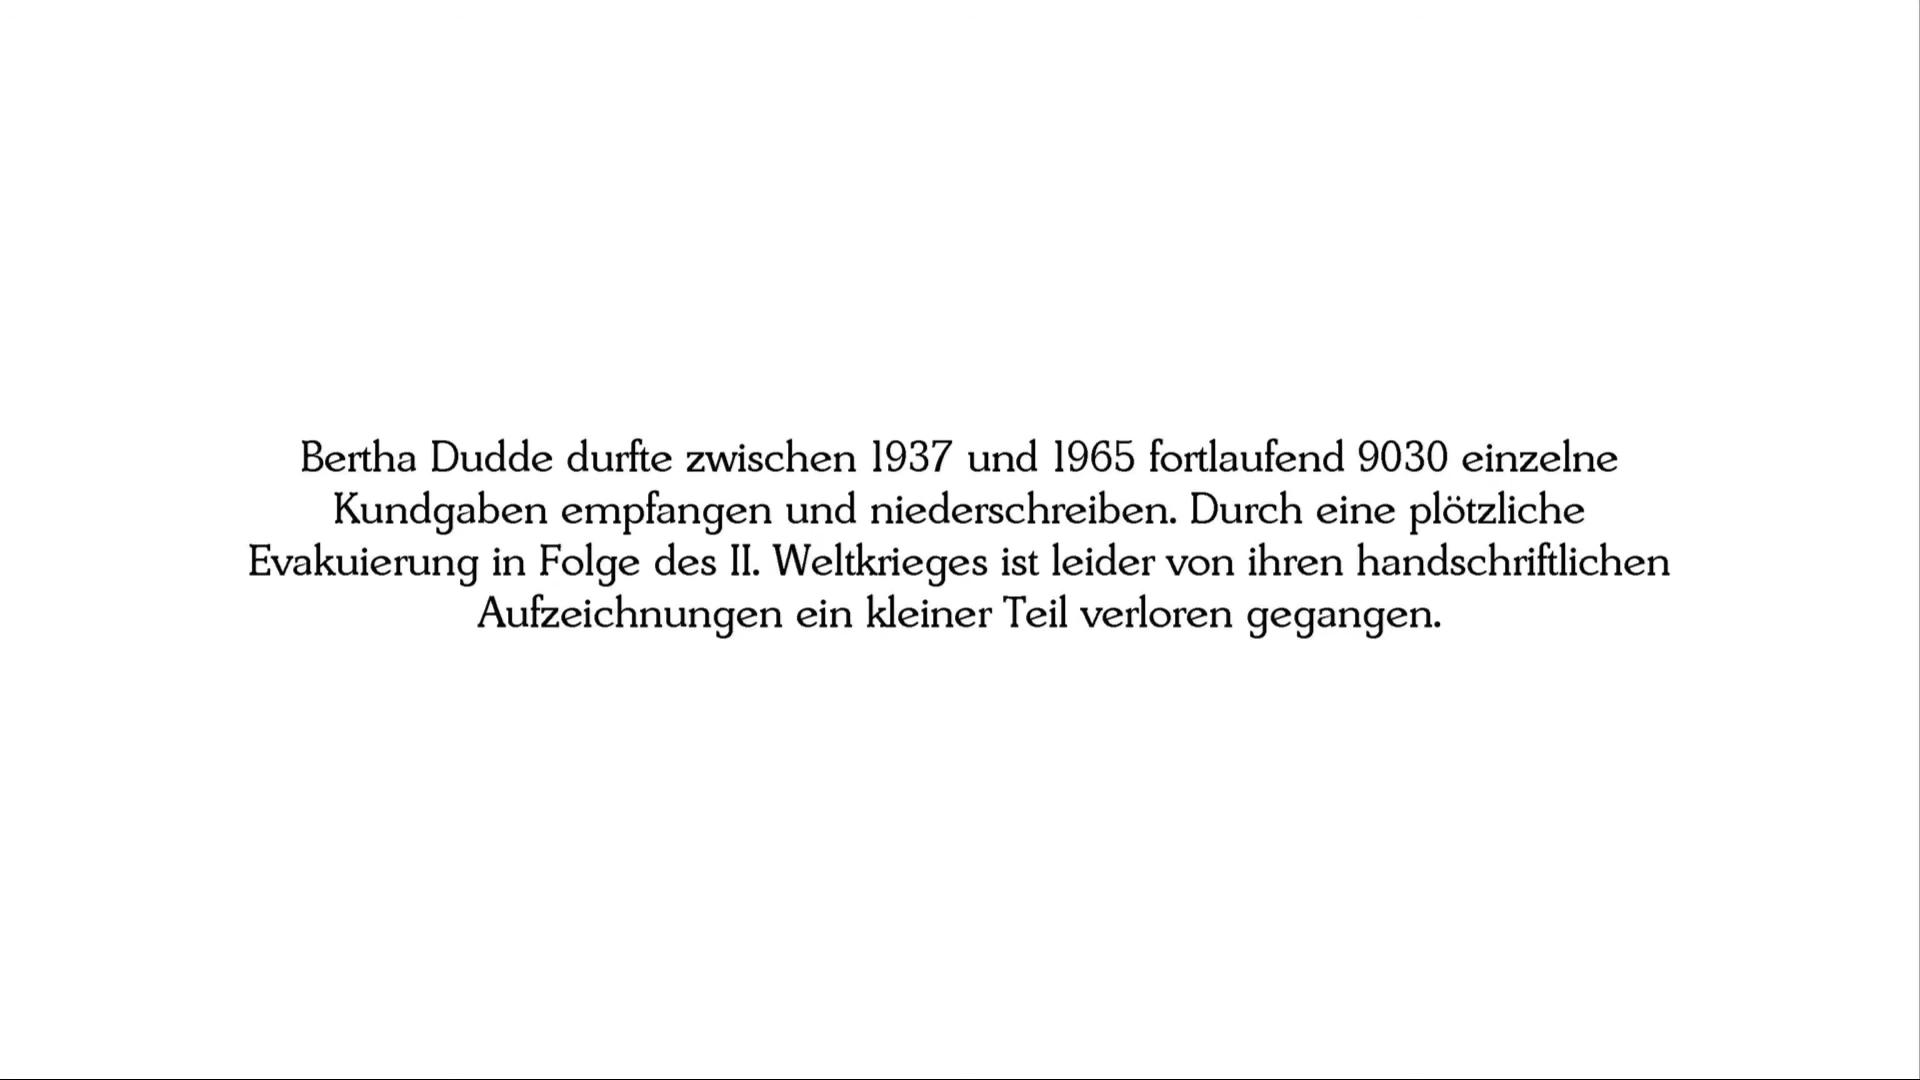 Bertha Dudde durfte zwischen 1937 und 1965 fortlaufend 9030 einzelne
Kundgaben empfangen und niederschreiben. Durch eine plötzliche
Evakuierung in Folge des II. Weltkrieges ist leider von ihren handschriftlichen
Aufzeichnungen ein kleiner Teil verloren gegangen.